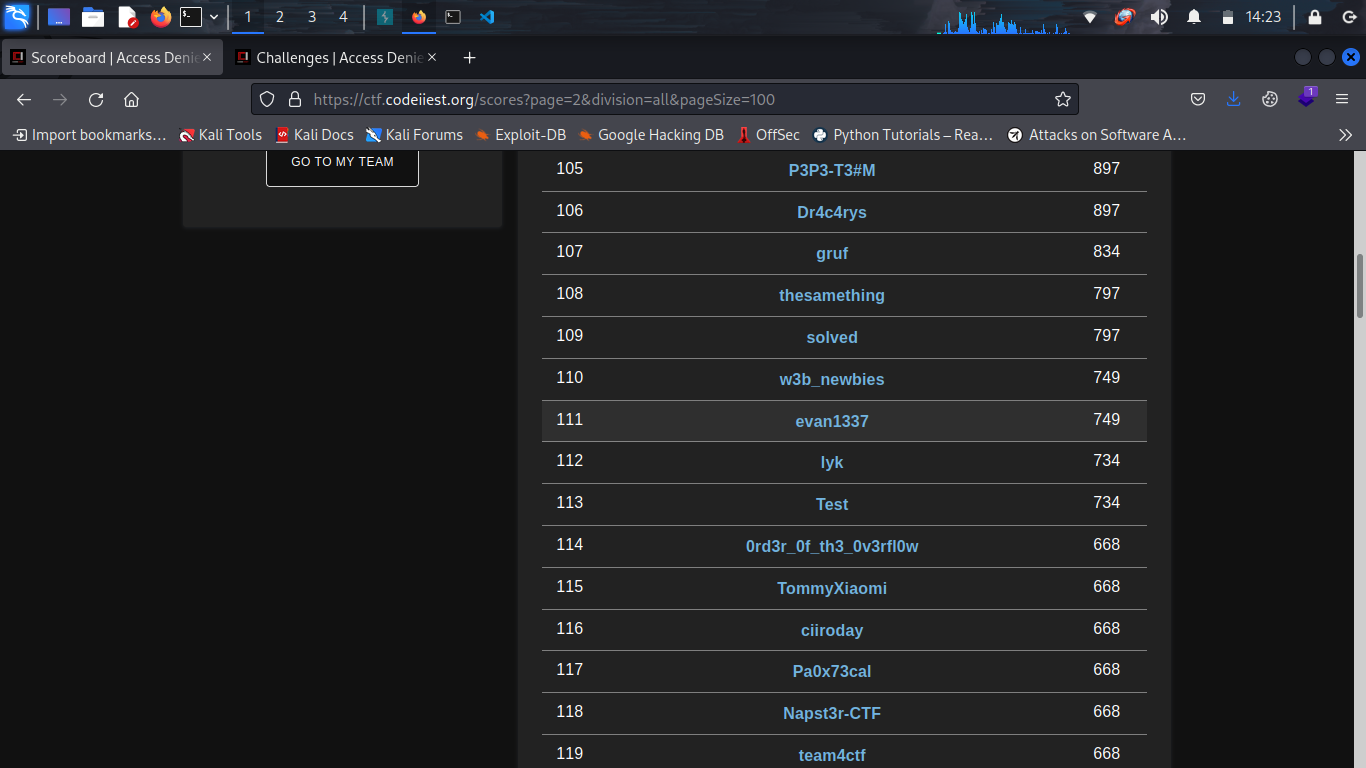 1 2 3 4 14:23
Scoreboard | Access Denie Challenges | Access Denie
https://ctf.codeiiest.org/scores?page=2&division=all&pageSize=100 1
Import bookmarks… Kali Tools Kali Docs Kali Forums Exploit-DB Google Hacking DB OffSec Python Tutorials – Rea… Attacks on Software A…
GO TO MY TEAM
105 P3P3-T3#M 897
106 Dr4c4rys 897
107 gruf 834
108 thesamething 797
109 solved 797
110 w3b_newbies 749
111 evan1337 749
112 lyk 734
113 Test 734
114 0rd3r_0f_th3_0v3rfl0w 668
115 TommyXiaomi 668
116 ciiroday 668
117 Pa0x73cal 668
118 Napst3r-CTF 668
119 team4ctf 668